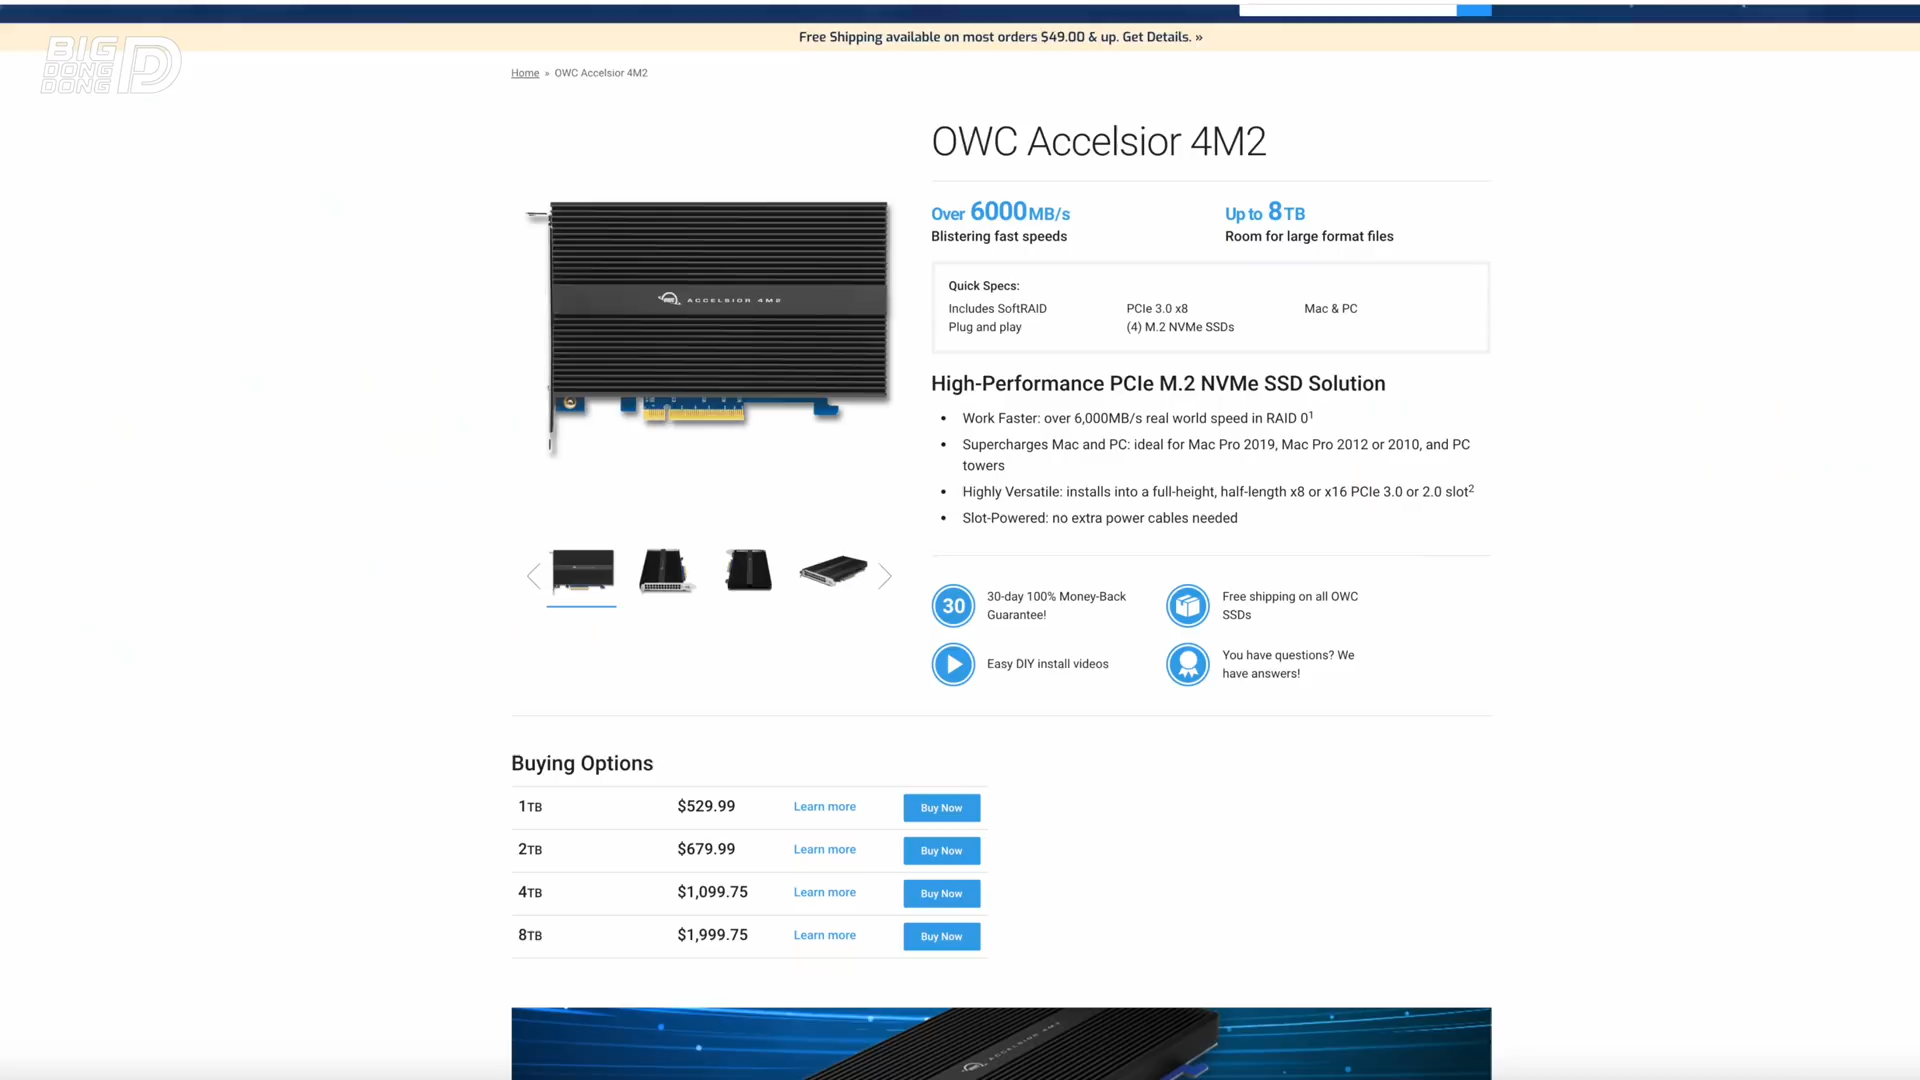 BIG
DONG
DONG
Free Shipping available on most orders $49.00 & up. Get Details. »
Home » OWC Accelsior 4M2
OWC Accelsior 4M2
Over 6000MB/s
Blistering fast speeds
Up to 8TB
Room for large format files
ACCELSIOR 4M2
Quick Specs:
Includes SoftRAID
PCIe 3.0 x8
Mac & PC
Plug and play
(4) M.2 NVMe SSDs
High-Performance PCIe M.2 NVMe SSD Solution
• Work Faster: over 6,000MB/s real world speed in RAID 0¹
• Supercharges Mac and PC: ideal for Mac Pro 2019, Mac Pro 2012 or 2010, and PC
towers
• Highly Versatile: installs into a full-height, half-length x8 or x16 PCIe 3.0 or 2.0 slot²
• Slot-Powered: no extra power cables needed
30
30-day 100% Money-Back
Guarantee!
Free shipping on all OWC
SSDs
Easy DIY install videos
You have questions? We
have answers!
Buying Options
1TB $529.99 Learn more Buy Now
2TB $679.99 Learn more Buy Now
4TB $1,099.75 Learn more Buy Now
8TB $1,999.75 Learn more Buy Now
ACCELSIOR 4M2